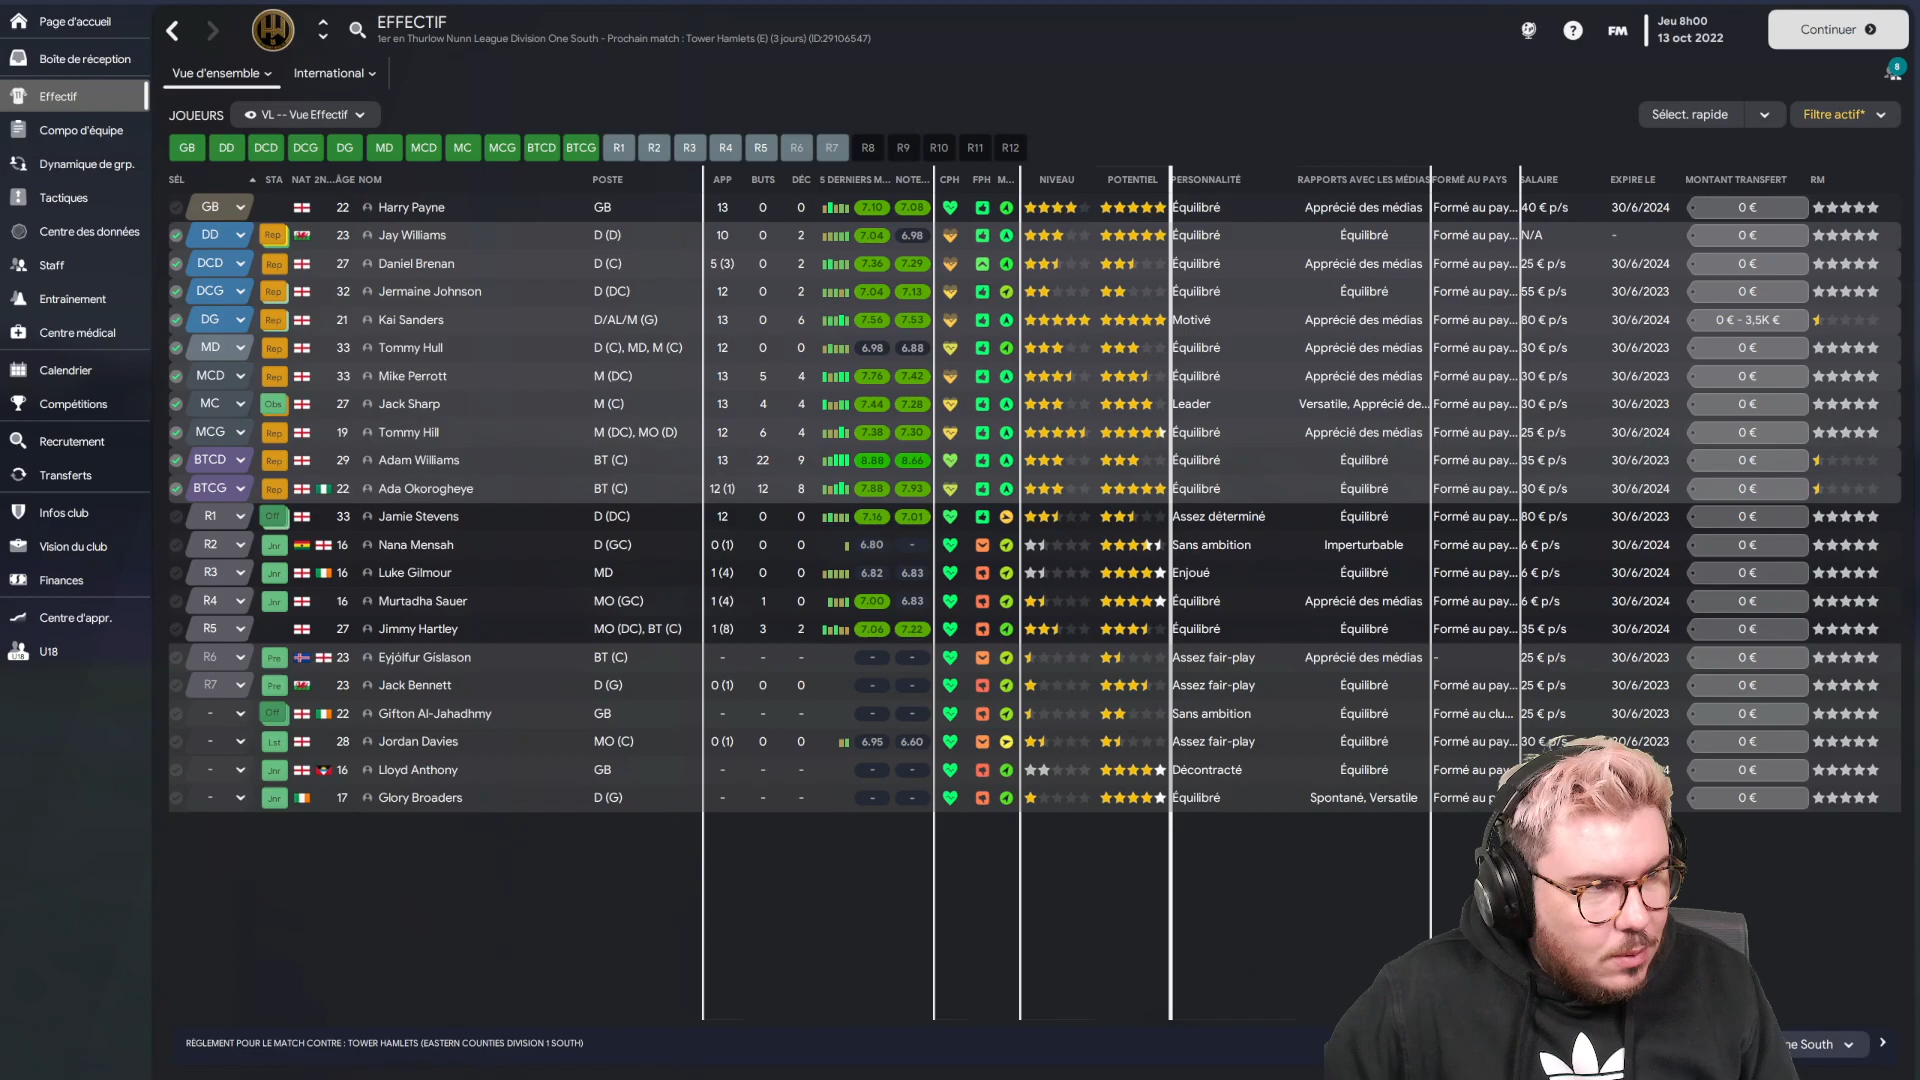 Page d'accueil
Boîte de réception
Effectif
Compo d'équipe
Dynamique de grp.
Tactiques
Centre des données
Staff
Entraînement
Centre médical
Calendrier
Compétitions
Recrutement
Transferts
Infos club
Vision du club
Finances
Centre d'appr.
U18
EFFECTIF
1er en Thurlow Nunn League Division One South - Prochain match : Tower Hamlets (E) (3 jours) (ID:29106547)
FM
Jeu 8h00
13 oct 2022
Continuer
8
Vue d'ensemble International
JOUEURS VL -- Vue Effectif
Sélect. rapide Filtre actif*
GB DD DCD DCG DG MD MCD MC MCG BTCD BTCG R1 R2 R3 R4 R5 R6 R7 R8 R9 R10 R11 R12
SÉL STA NAT 2N... ÂGE NOM POSTE APP BUTS DÉC 5 DERNIERS M... NOTE... CPH FPH M... NIVEAU POTENTIEL PERSONNALITÉ RAPPORTS AVEC LES MÉDIAS FORMÉ AU PAYS SALAIRE EXPIRE LE MONTANT TRANSFERT RM
GB 22 Harry Payne GB 13 0 0 7.10 7.08 Équilibré Apprécié des médias Formé au pay... 40 € p/s 30/6/2024 0 €
DD Rep 23 Jay Williams D (D) 10 0 2 7.04 6.98 Équilibré Équilibré Formé au pay... N/A - 0 €
DCD Rep 27 Daniel Brenan D (C) 5 (3) 0 2 7.36 7.29 Équilibré Apprécié des médias Formé au pay... 25 € p/s 30/6/2024 0 €
DCG Rep 32 Jermaine Johnson D (DC) 12 0 2 7.04 7.13 Équilibré Équilibré Formé au pay... 55 € p/s 30/6/2023 0 €
DG Rep 21 Kai Sanders D/AL/M (G) 13 0 6 7.56 7.53 Motivé Apprécié des médias Formé au pay... 80 € p/s 30/6/2024 0 € - 3,5K €
MD Rep 33 Tommy Hull D (C), MD, M (C) 12 0 0 6.98 6.88 Équilibré Apprécié des médias Formé au pay... 30 € p/s 30/6/2023 0 €
MCD Rep 33 Mike Perrott M (DC) 13 5 4 7.76 7.42 Équilibré Apprécié des médias Formé au pay... 30 € p/s 30/6/2023 0 €
MC Obs 27 Jack Sharp M (C) 13 4 4 7.44 7.28 Leader Versatile, Apprécié de... Formé au pay... 30 € p/s 30/6/2023 0 €
MCG Rep 19 Tommy Hill M (DC), MO (D) 12 6 4 7.38 7.30 Équilibré Apprécié des médias Formé au pay... 25 € p/s 30/6/2023 0 €
BTCD Rep 29 Adam Williams BT (C) 13 22 9 8.88 8.66 Équilibré Équilibré Formé au pay... 35 € p/s 30/6/2023 0 €
BTCG Rep 22 Ada Okorogheye BT (C) 12 (1) 12 8 7.88 7.93 Équilibré Équilibré Formé au pay... 30 € p/s 30/6/2023 0 €
R1 Off 33 Jamie Stevens D (DC) 12 0 0 7.16 7.01 Assez déterminé Équilibré Formé au pay... 80 € p/s 30/6/2023 0 €
R2 Jnr 16 Nana Mensah D (GC) 0 (1) 0 0 6.80 - Sans ambition Imperturbable Formé au pay... 6 € p/s 30/6/2024 0 €
R3 Jnr 16 Luke Gilmour MD 1 (4) 0 0 6.82 6.83 Enjoué Équilibré Formé au pay... 6 € p/s 30/6/2024 0 €
R4 Jnr 16 Murtadha Sauer MO (GC) 1 (4) 1 0 7.00 6.83 Équilibré Apprécié des médias Formé au pay... 6 € p/s 30/6/2024 0 €
R5 27 Jimmy Hartley MO (DC), BT (C) 1 (8) 3 2 7.06 7.22 Équilibré Équilibré Formé au pay... 35 € p/s 30/6/2024 0 €
R6 Pre 23 Eyjólfur Gíslason BT (C) - - - - - Assez fair-play Apprécié des médias - 25 € p/s 30/6/2023 0 €
R7 Pre 23 Jack Bennett D (G) 0 (1) 0 0 - - Assez fair-play Équilibré Formé au pay... 25 € p/s 30/6/2023 0 €
- Off 22 Gifton Al-Jahadhmy GB - - - - - Sans ambition Équilibré Formé au clu... 25 € p/s 30/6/2023 0 €
- Lst 28 Jordan Davies MO (C) 0 (1) 0 0 6.95 6.60 Assez fair-play Équilibré Formé au pay... 30 € p/s 30/6/2023 0 €
- Jnr 16 Lloyd Anthony GB - - - - - Décontracté Équilibré Formé au pay 0 €
- Jnr 17 Glory Broaders D (G) - - - - - Équilibré Spontané, Versatile Formé au p 0 €
RÈGLEMENT POUR LE MATCH CONTRE : TOWER HAMLETS (EASTERN COUNTIES DIVISION 1 SOUTH)
South